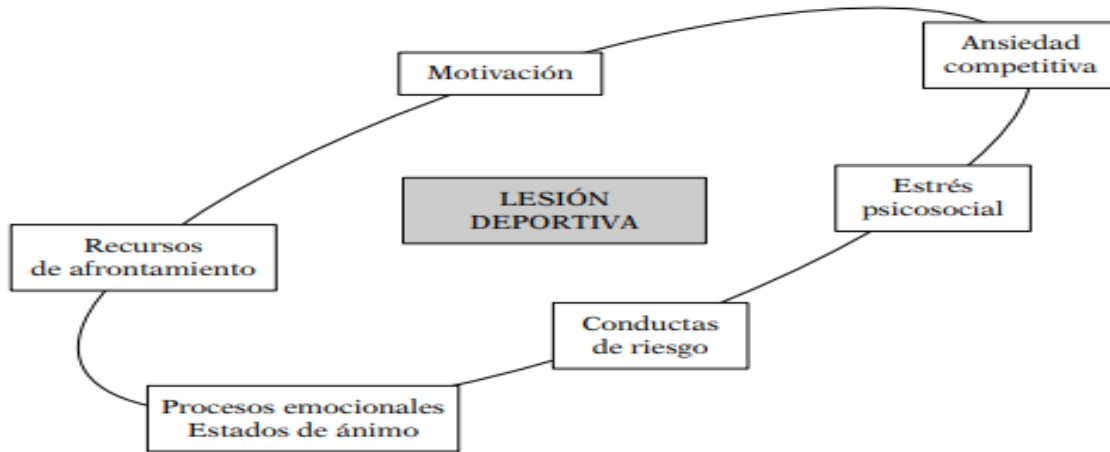 Ansiedad
competitiva
Motivación
Estrés
psicosocial
LESIÓN
DEPORTIVA
Recursos
de afrontamiento
Conductas
de riesgo
Procesos emocionales
Estados de ánimo